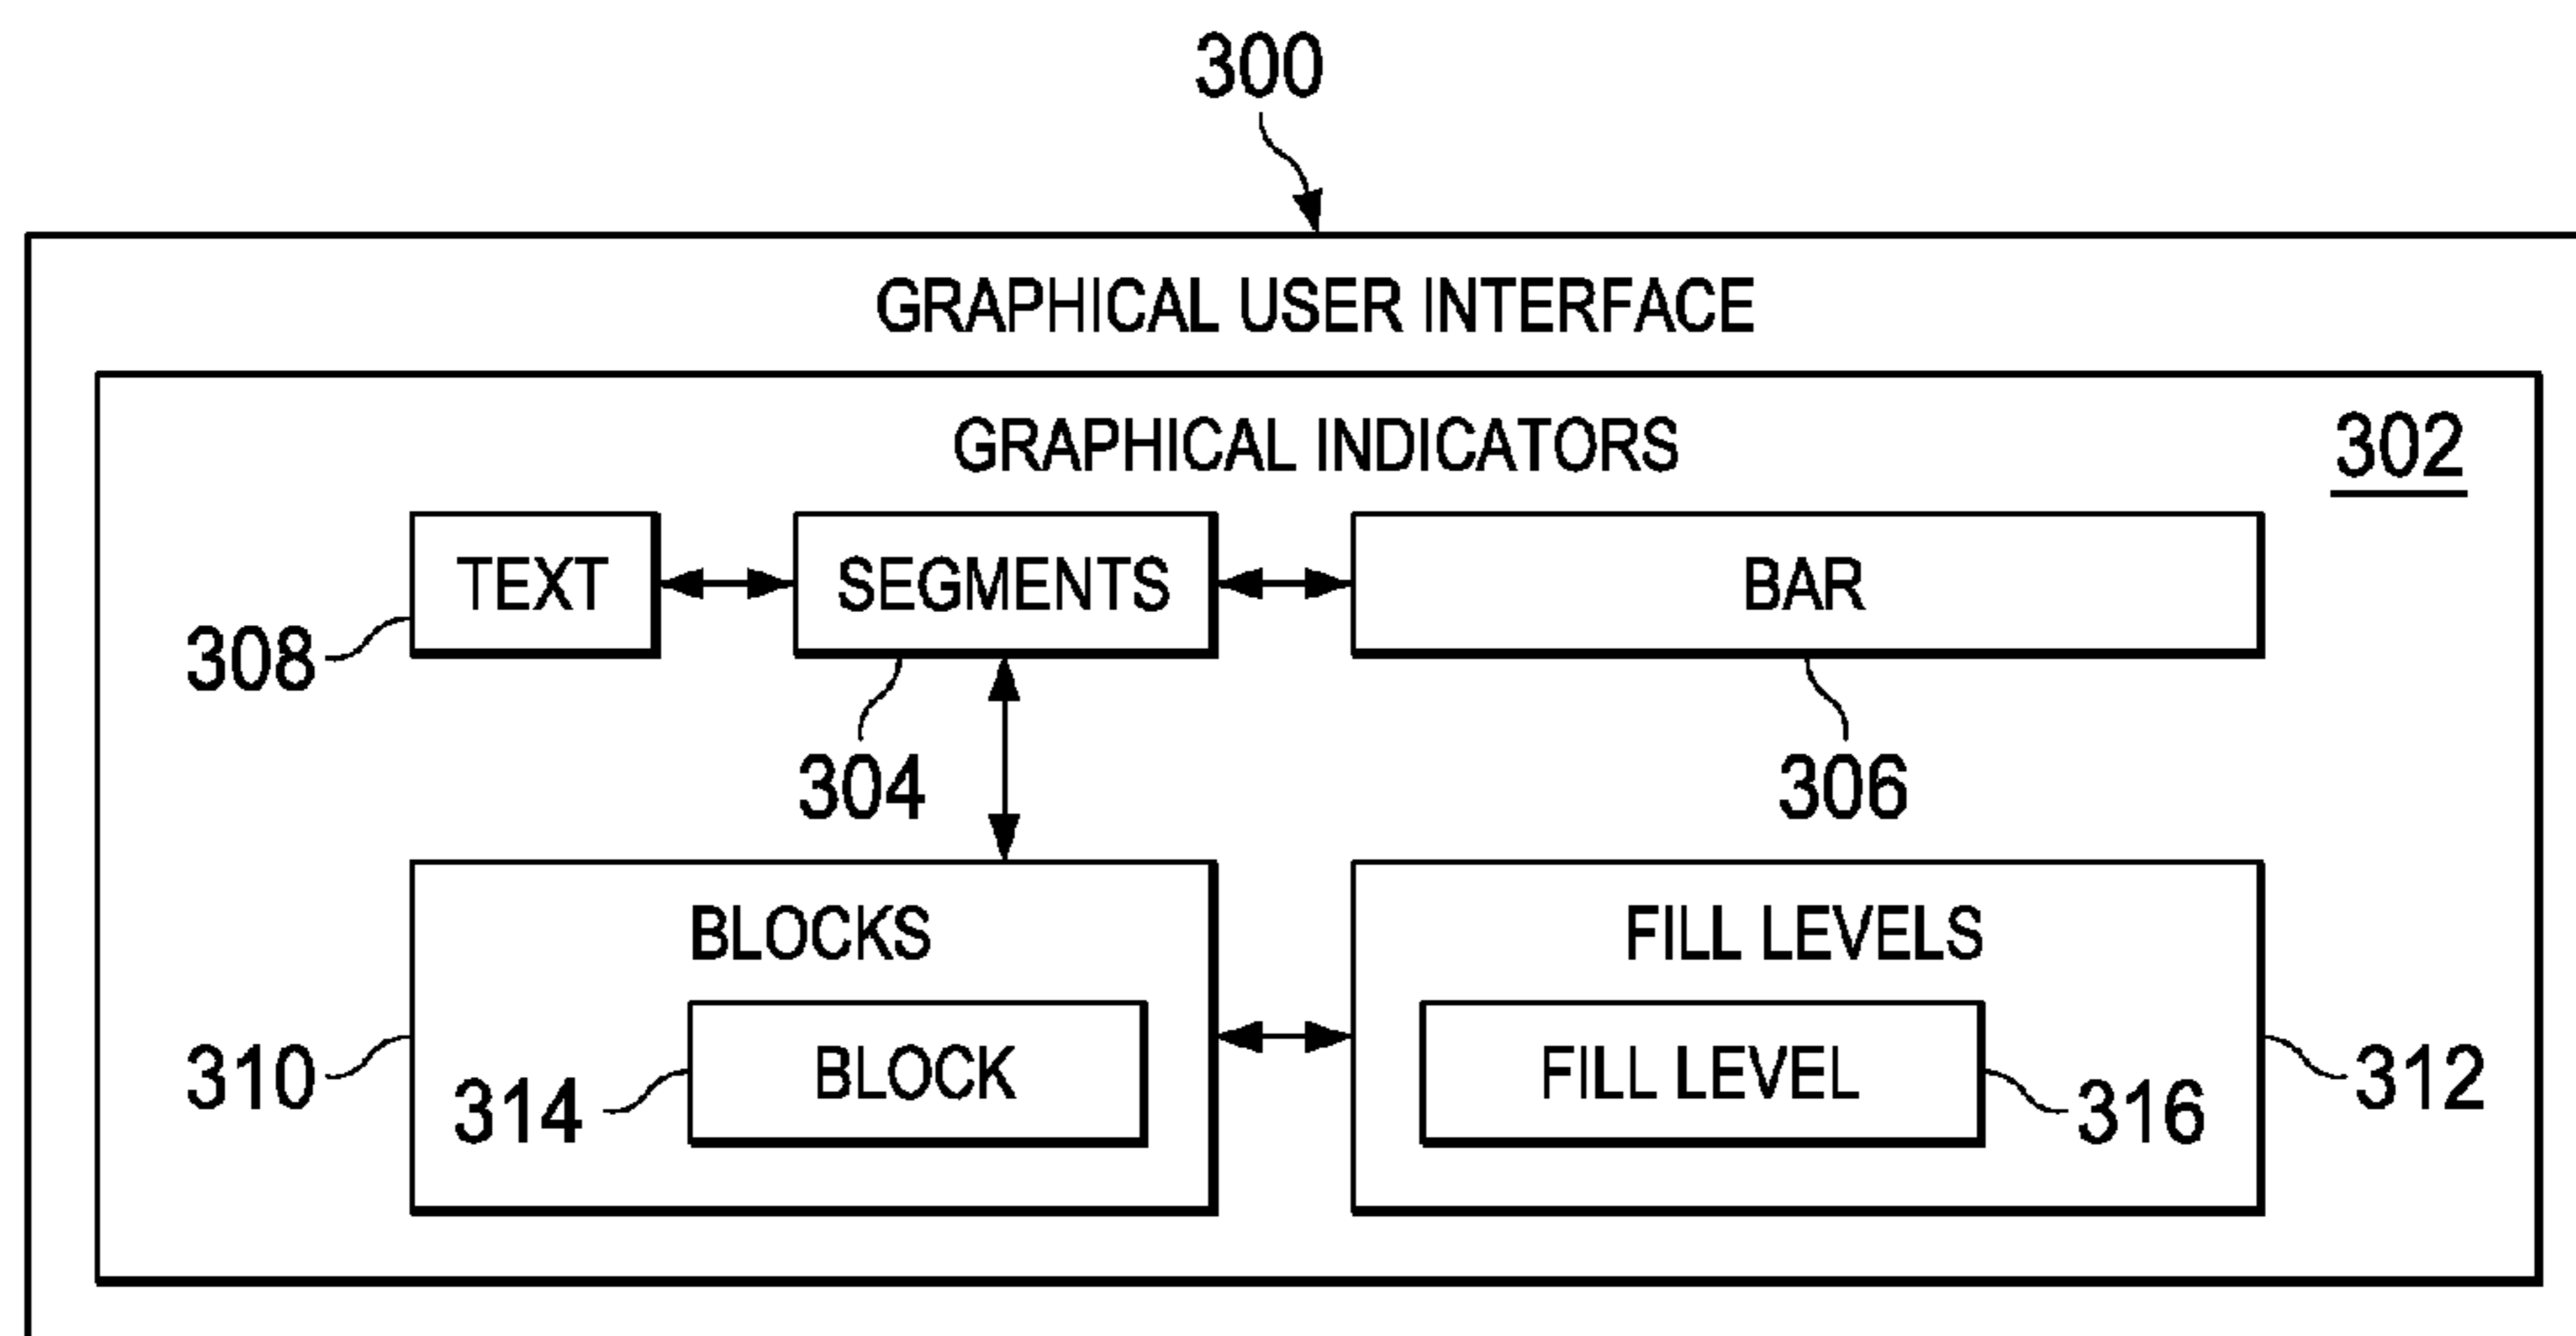 300
GRAPHICAL USER INTERFACE
GRAPHICAL INDICATORS
302
TEXT
SEGMENTS
BAR
308
304
306
BLOCKS
FILL LEVELS
310
314
BLOCK
FILL LEVEL
316
312